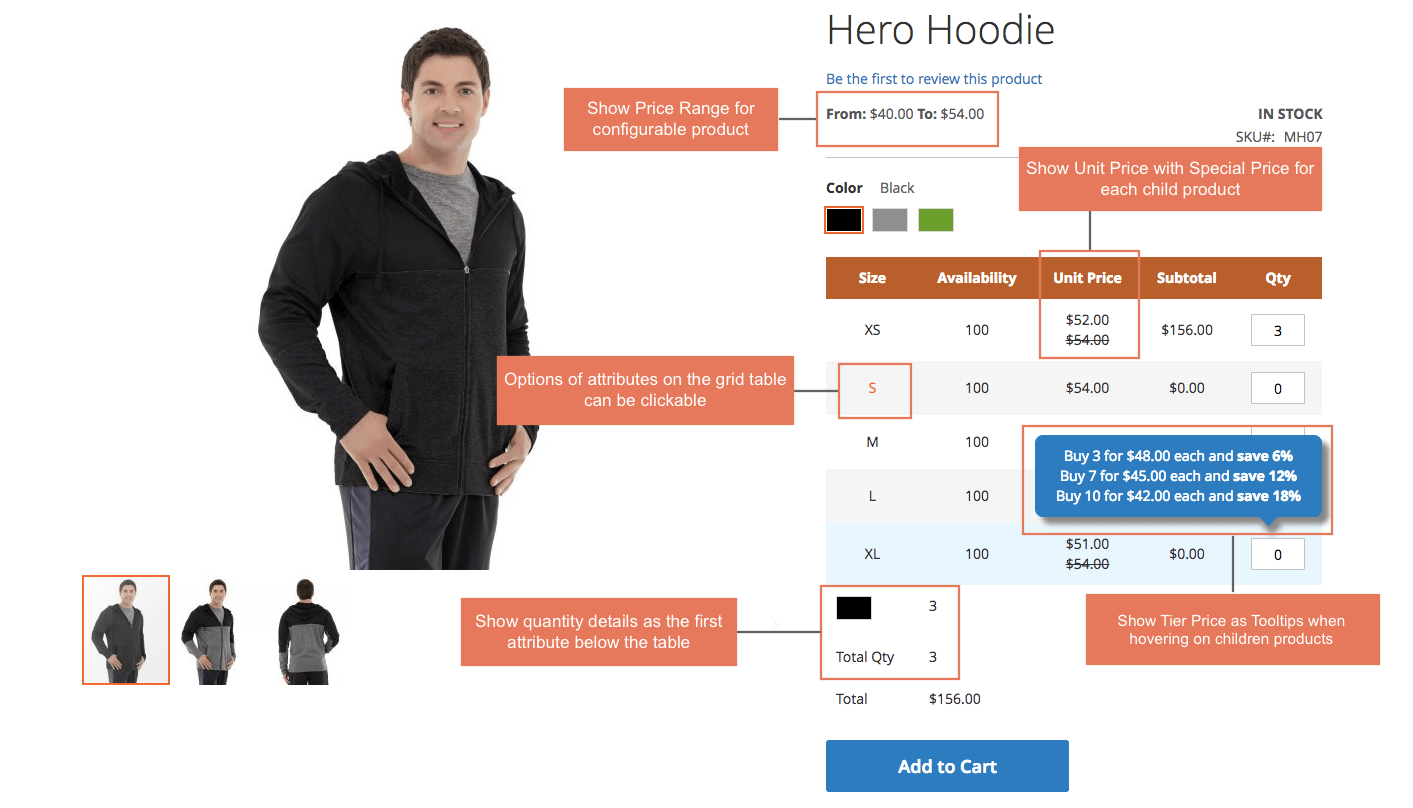 Hero Hoodie
Be the first to review this product
Show Price Range for
configurable product
From: $40.00 To: $54.00
IN STOCK
SKU#: MH07
Show Unit Price with Special Price for
each child product
Color Black
Size Availability Unit Price Subtotal Qty
XS 100 $52.00 $156.00 3
$54.00
Options of attributes on the grid table
can be clickable
S 100 $54.00 $0.00 0
M 100
Buy 3 for $48.00 each and save 6%
Buy 7 for $45.00 each and save 12%
Buy 10 for $42.00 each and save 18%
L 100
XL 100 $51.00 $0.00 0
$54.00
Show quantity details as the first
attribute below the table
3
Total Qty 3
Show Tier Price as Tooltips when
hovering on children products
Total $156.00
Add to Cart